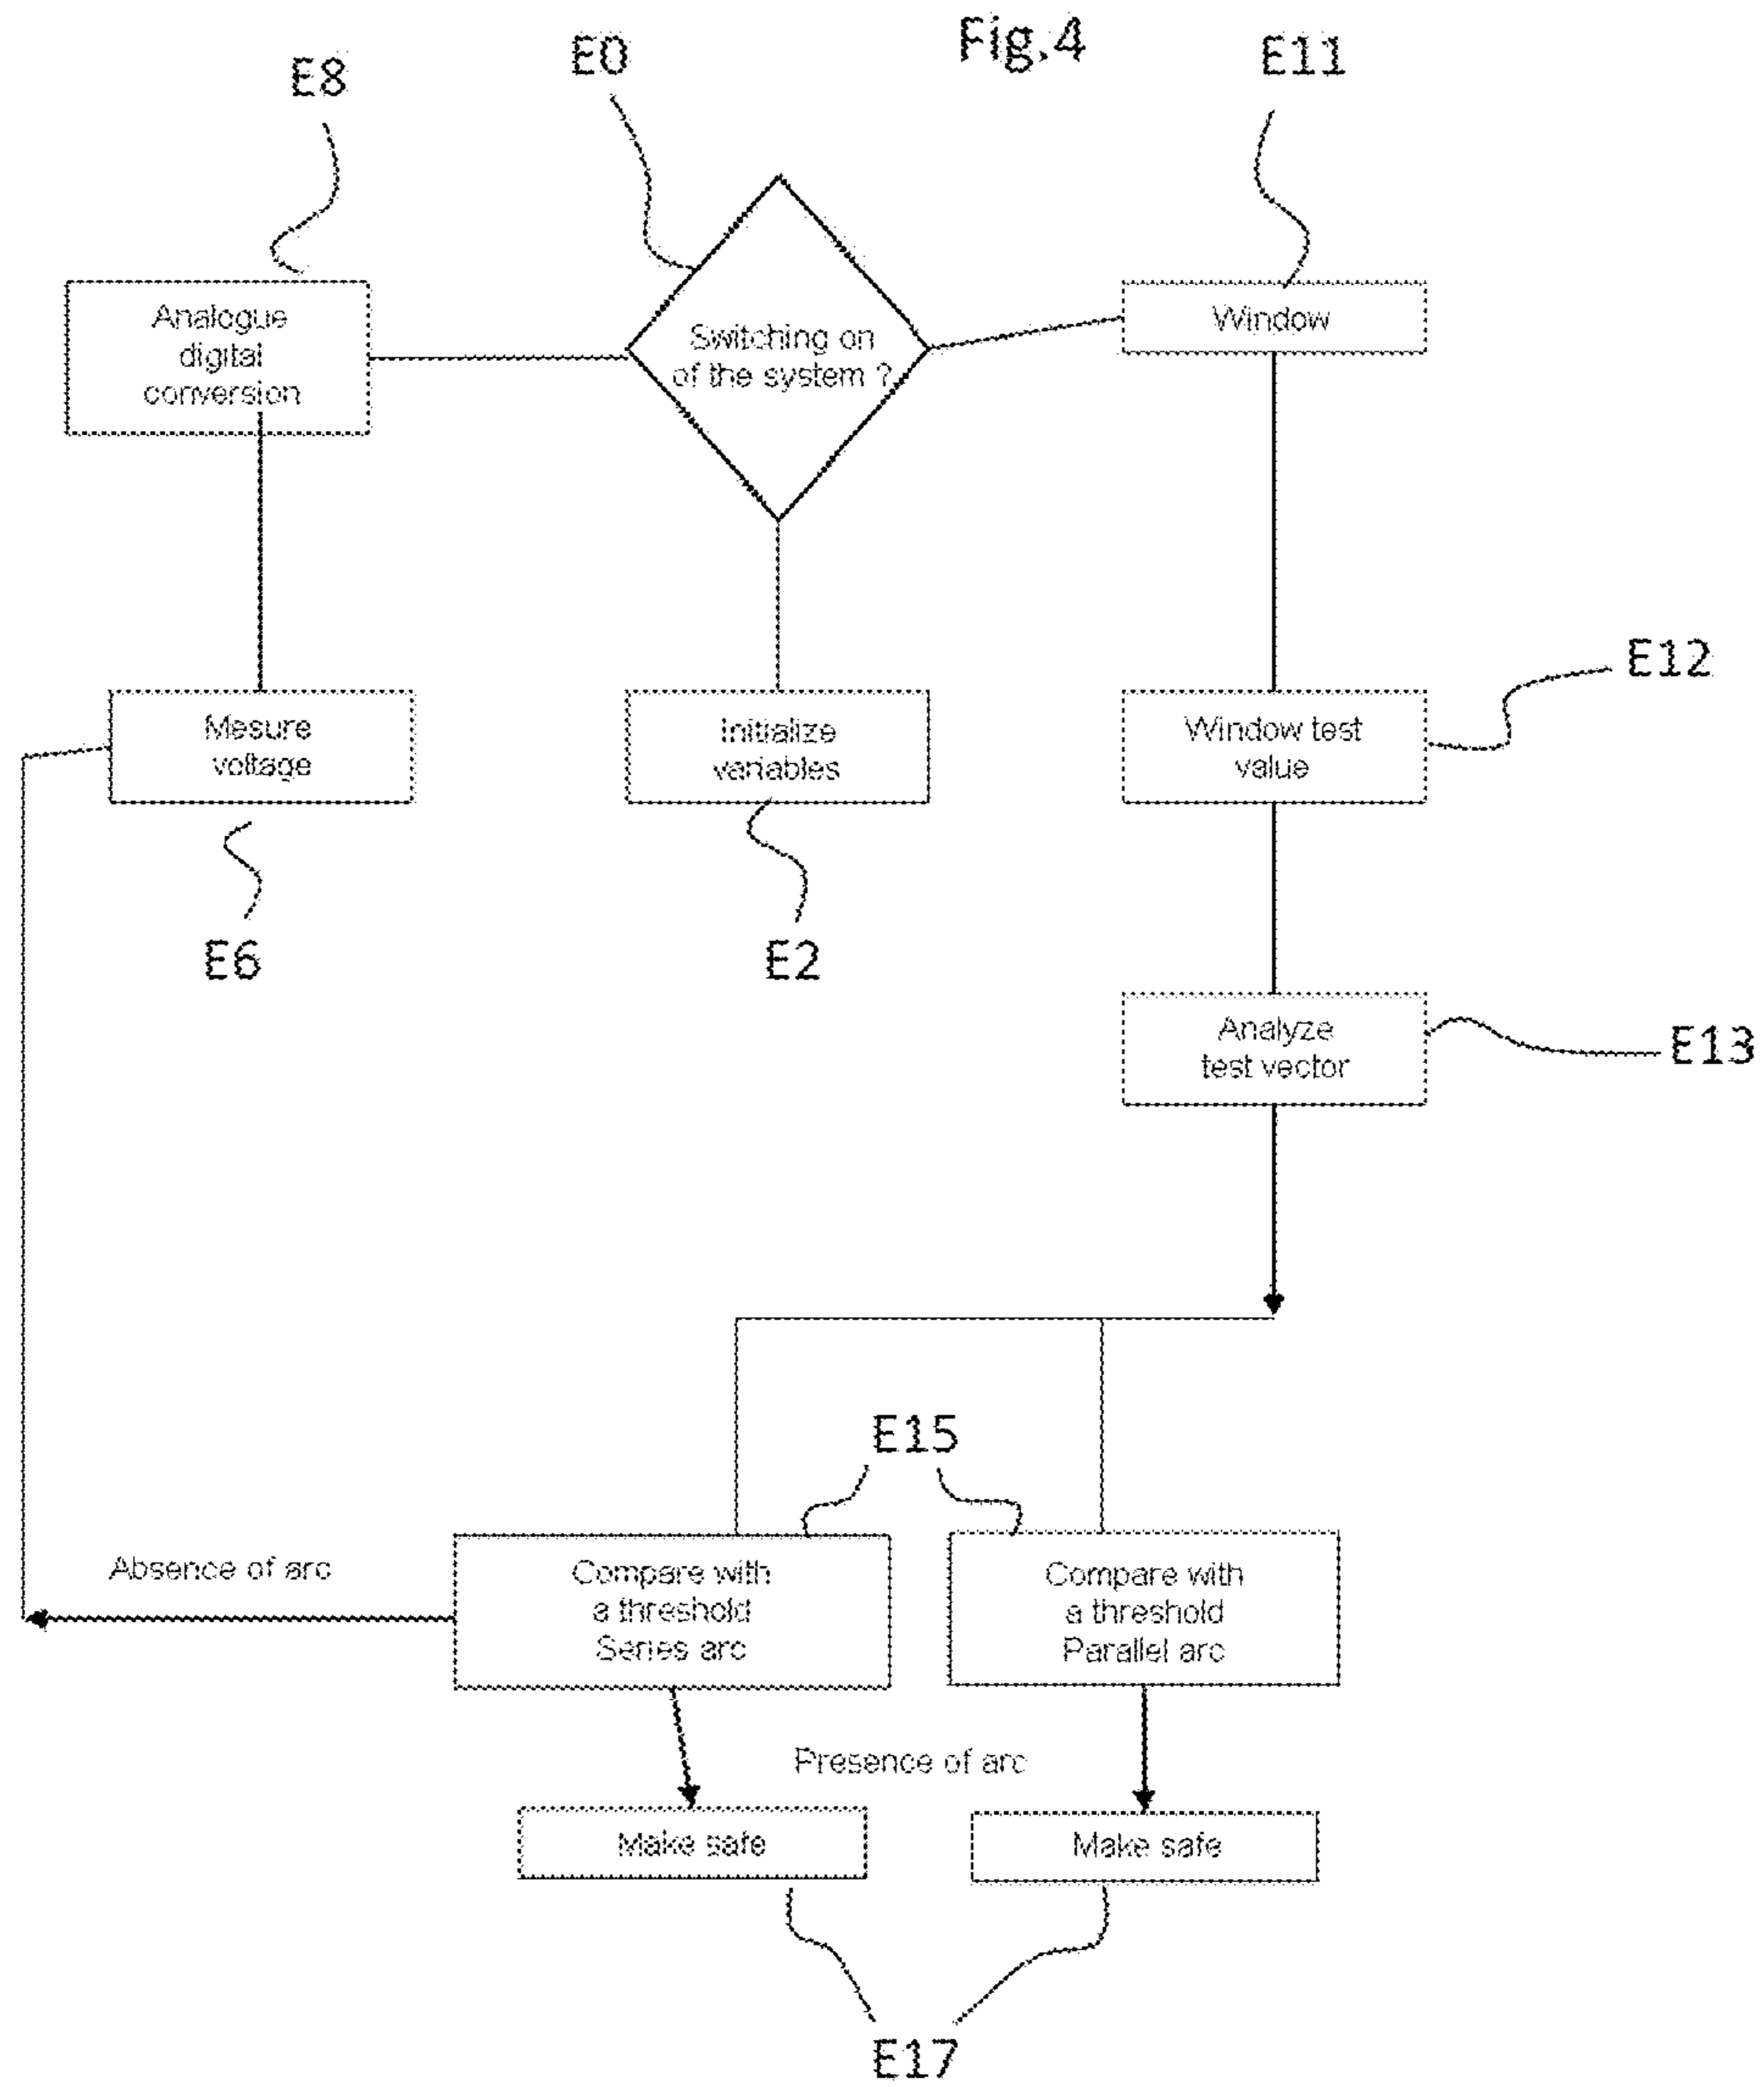 Fig.4
E8
E0
E11
Analogue
digital
conversion
Switching on
of the system ?
Window
E12
Mesure
voltage
Initialize
variables
Window test
value
E6
E2
Analyze
test vector
E13
E15
Absence of arc
Compare with
a threshold
Series arc
Compare with
a threshold
Parallel arc
Presence of arc
Make safe
Make safe
E17